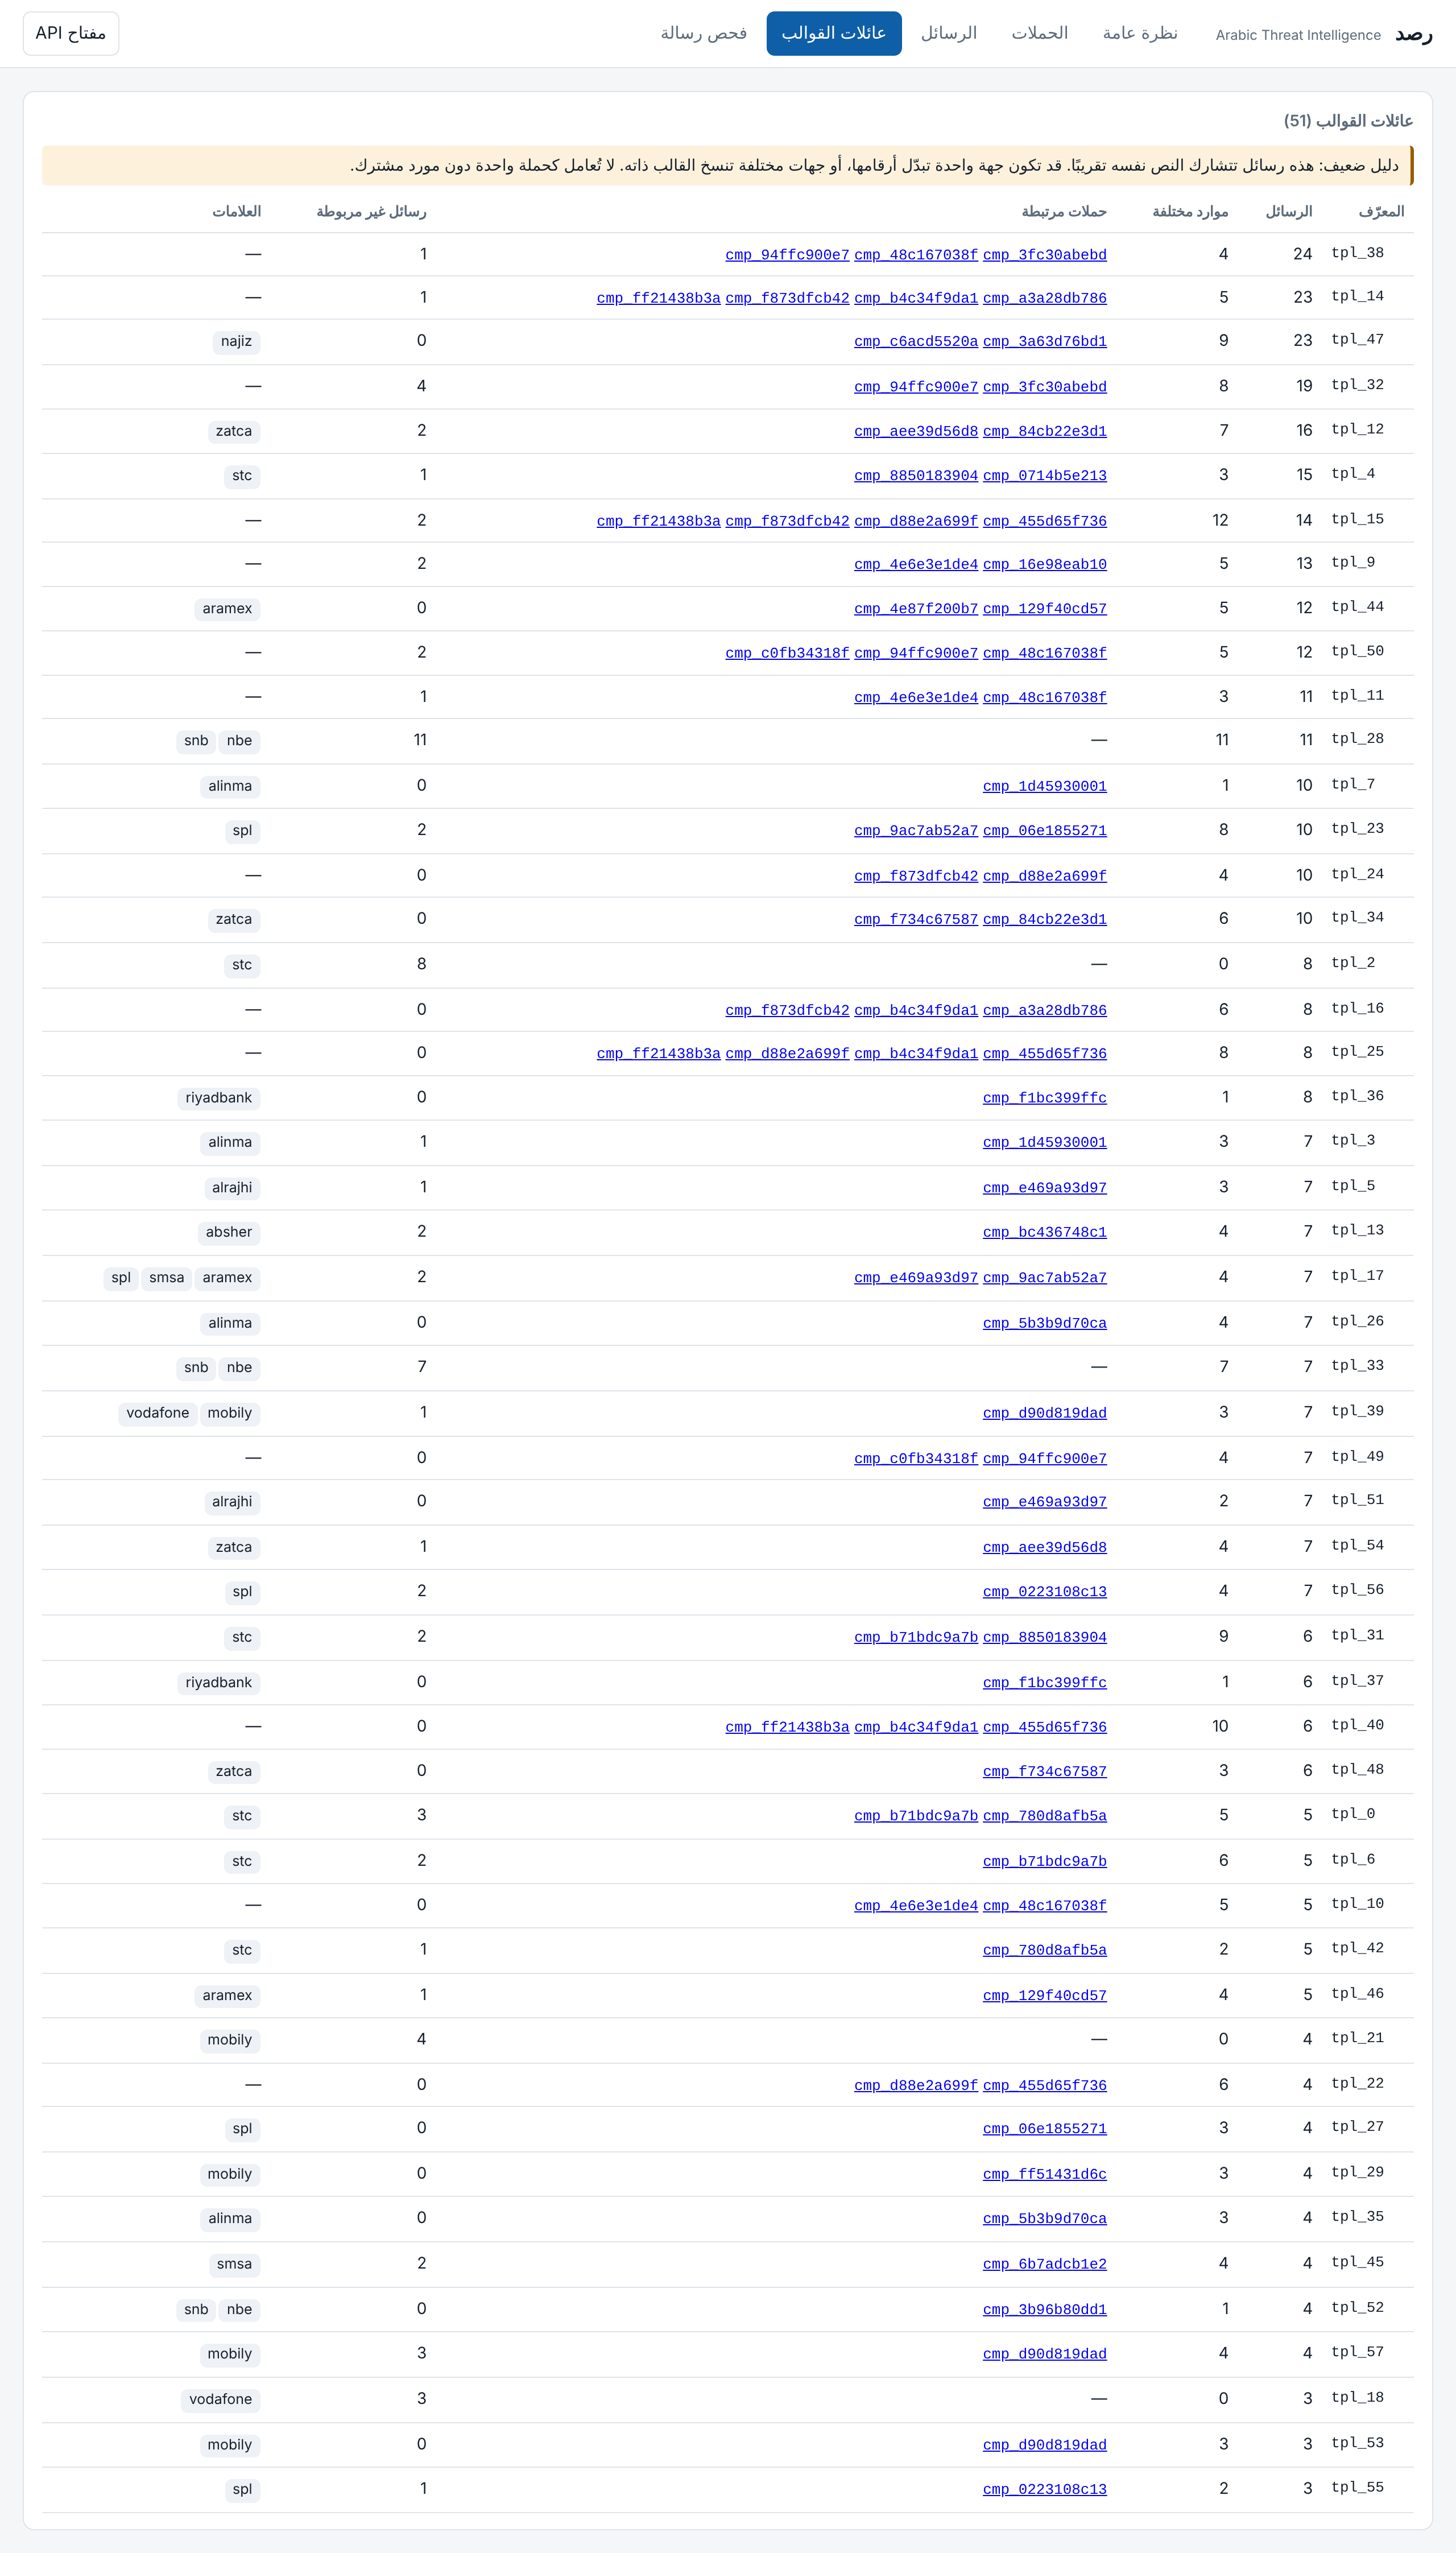 رصد Arabic Threat Intelligence نظرة عامة الحملات الرسائل عائلات القوالب فحص رسالة مفتاح API
عائلات القوالب (51)
دليل ضعيف: هذه رسائل تتشارك النص نفسه تقريبًا. قد تكون جهة واحدة تبدّل أرقامها، أو جهات مختلفة تنسخ القالب ذاته. لا تُعامل كحملة واحدة دون مورد مشترك.
المعرّف الرسائل موارد مختلفة حملات مرتبطة رسائل غير مربوطة العلامات
tpl_38 24 4 cmp_3fc30abebd cmp_48c167038f cmp_94ffc900e7 1 —
tpl_14 23 5 cmp_a3a28db786 cmp_b4c34f9da1 cmp_f873dfcb42 cmp_ff21438b3a 1 —
tpl_47 23 9 cmp_3a63d76bd1 cmp_c6acd5520a 0 najiz
tpl_32 19 8 cmp_3fc30abebd cmp_94ffc900e7 4 —
tpl_12 16 7 cmp_84cb22e3d1 cmp_aee39d56d8 2 zatca
tpl_4 15 3 cmp_0714b5e213 cmp_8850183904 1 stc
tpl_15 14 12 cmp_455d65f736 cmp_d88e2a699f cmp_f873dfcb42 cmp_ff21438b3a 2 —
tpl_9 13 5 cmp_16e98eab10 cmp_4e6e3e1de4 2 —
tpl_44 12 5 cmp_129f40cd57 cmp_4e87f200b7 0 aramex
tpl_50 12 5 cmp_48c167038f cmp_94ffc900e7 cmp_c0fb34318f 2 —
tpl_11 11 3 cmp_48c167038f cmp_4e6e3e1de4 1 —
tpl_28 11 11 — 11 nbe snb
tpl_7 10 1 cmp_1d45930001 0 alinma
tpl_23 10 8 cmp_06e1855271 cmp_9ac7ab52a7 2 spl
tpl_24 10 4 cmp_d88e2a699f cmp_f873dfcb42 0 —
tpl_34 10 6 cmp_84cb22e3d1 cmp_f734c67587 0 zatca
tpl_2 8 0 — 8 stc
tpl_16 8 6 cmp_a3a28db786 cmp_b4c34f9da1 cmp_f873dfcb42 0 —
tpl_25 8 8 cmp_455d65f736 cmp_b4c34f9da1 cmp_d88e2a699f cmp_ff21438b3a 0 —
tpl_36 8 1 cmp_f1bc399ffc 0 riyadbank
tpl_3 7 3 cmp_1d45930001 1 alinma
tpl_5 7 3 cmp_e469a93d97 1 alrajhi
tpl_13 7 4 cmp_bc436748c1 2 absher
tpl_17 7 4 cmp_9ac7ab52a7 cmp_e469a93d97 2 aramex smsa spl
tpl_26 7 4 cmp_5b3b9d70ca 0 alinma
tpl_33 7 7 — 7 nbe snb
tpl_39 7 3 cmp_d90d819dad 1 mobily vodafone
tpl_49 7 4 cmp_94ffc900e7 cmp_c0fb34318f 0 —
tpl_51 7 2 cmp_e469a93d97 0 alrajhi
tpl_54 7 4 cmp_aee39d56d8 1 zatca
tpl_56 7 4 cmp_0223108c13 2 spl
tpl_31 6 9 cmp_8850183904 cmp_b71bdc9a7b 2 stc
tpl_37 6 1 cmp_f1bc399ffc 0 riyadbank
tpl_40 6 10 cmp_455d65f736 cmp_b4c34f9da1 cmp_ff21438b3a 0 —
tpl_48 6 3 cmp_f734c67587 0 zatca
tpl_0 5 5 cmp_780d8afb5a cmp_b71bdc9a7b 3 stc
tpl_6 5 6 cmp_b71bdc9a7b 2 stc
tpl_10 5 5 cmp_48c167038f cmp_4e6e3e1de4 0 —
tpl_42 5 2 cmp_780d8afb5a 1 stc
tpl_46 5 4 cmp_129f40cd57 1 aramex
tpl_21 4 0 — 4 mobily
tpl_22 4 6 cmp_455d65f736 cmp_d88e2a699f 0 —
tpl_27 4 3 cmp_06e1855271 0 spl
tpl_29 4 3 cmp_ff51431d6c 0 mobily
tpl_35 4 3 cmp_5b3b9d70ca 0 alinma
tpl_45 4 4 cmp_6b7adcb1e2 2 smsa
tpl_52 4 1 cmp_3b96b80dd1 0 nbe snb
tpl_57 4 4 cmp_d90d819dad 3 mobily
tpl_18 3 0 — 3 vodafone
tpl_53 3 3 cmp_d90d819dad 0 mobily
tpl_55 3 2 cmp_0223108c13 1 spl